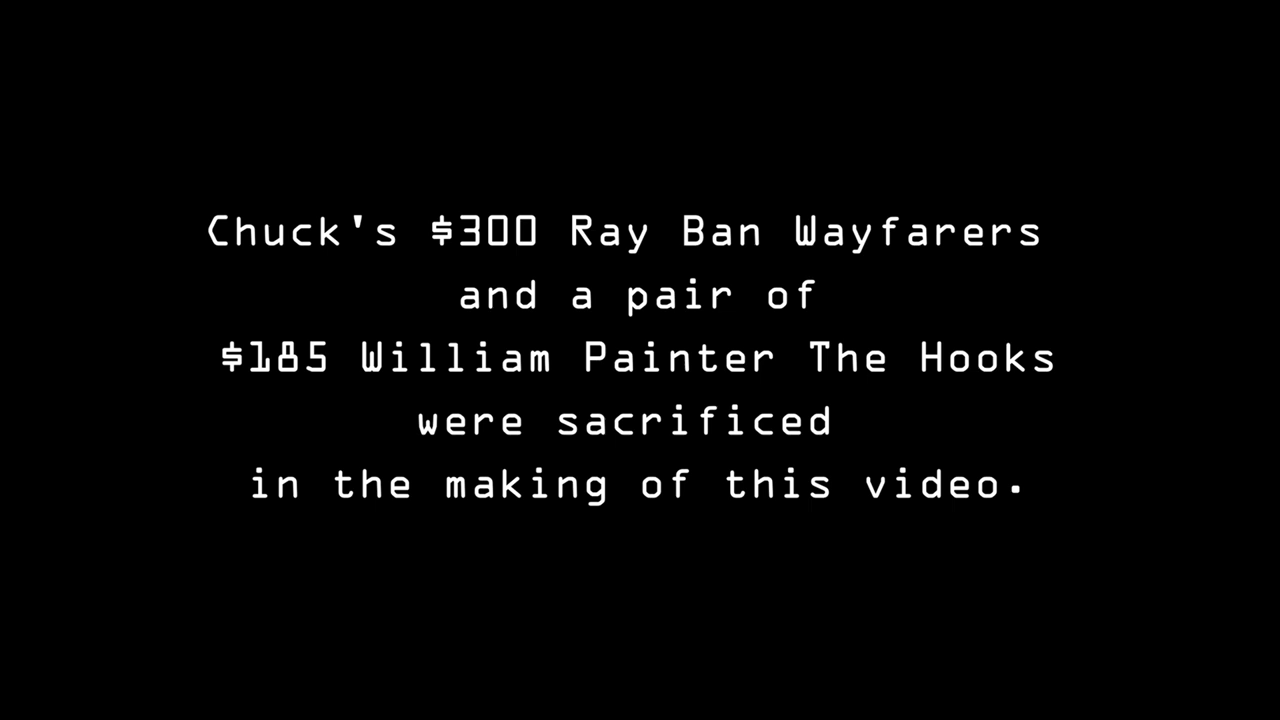 Chuck's $300 Ray Ban Wayfarers
and a pair of
$185 William Painter The Hooks
were sacrificed
in the making of this video.